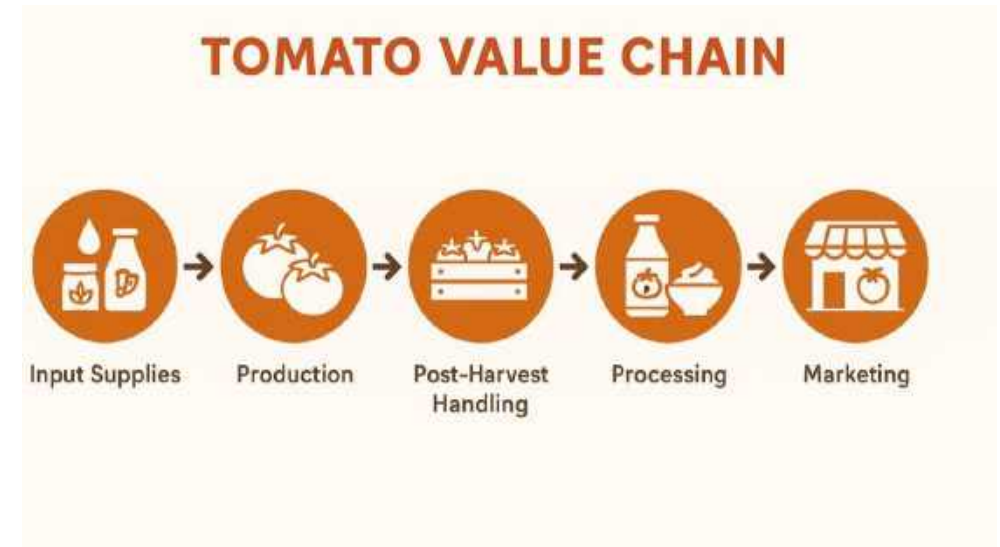 TOMATO VALUE CHAIN
Input Supplies
Production
Post-Harvest
Handling
Processing
Marketing